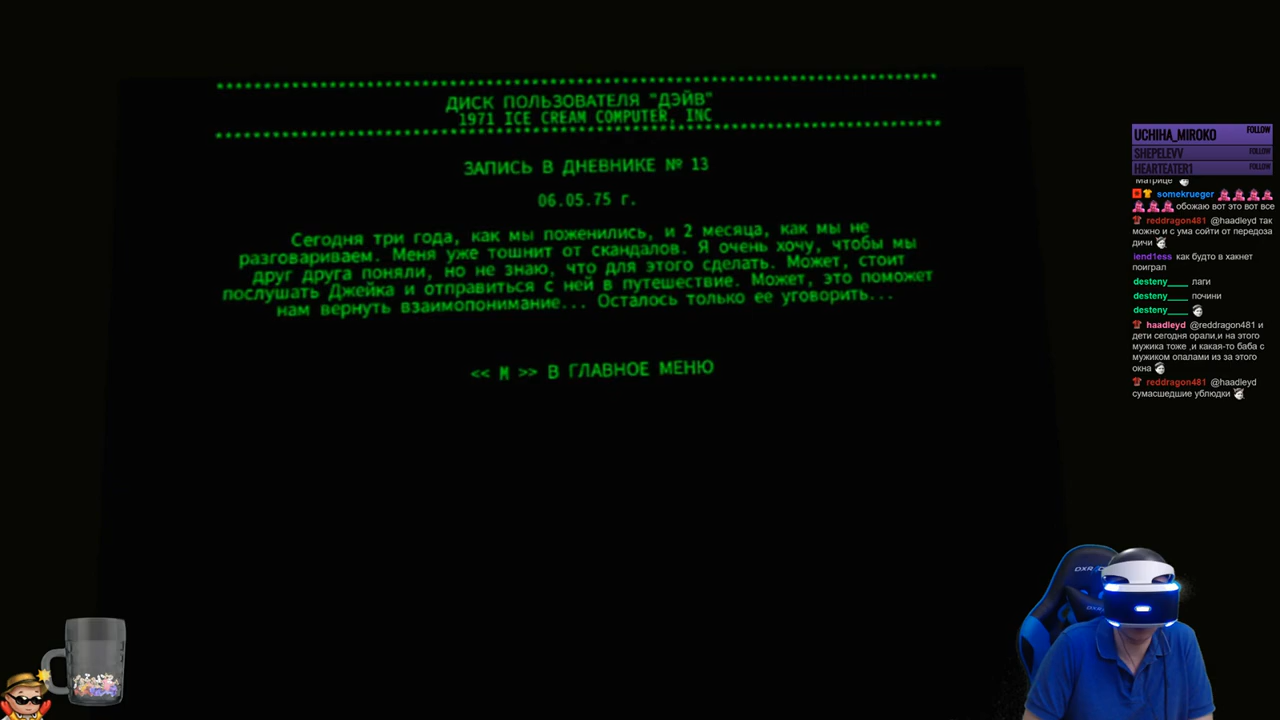 ДИСК ПОЛЬЗОВАТЕЛЯ "ДЭЙВ"
1971 ICE CREAM COMPUTER, INC
ЗАПИСЬ В ДНЕВНИКЕ № 13
06.05.75 г.
Сегодня три года, как мы поженились, и 2 месяца, как мы не
разговариваем. Меня уже тошнит от скандалов. Я очень хочу, чтобы мы
друг друга поняли, но не знаю, что для этого сделать. Может, стоит
послушать Джейка и отправиться с ней в путешествие. Может, это поможет
нам вернуть взаимопонимание... Осталось только ее уговорить...
<< M >> В ГЛАВНОЕ МЕНЮ
UCHIHA_MIROKO FOLLOW
SHEPELEVV FOLLOW
HEARTEATER1 FOLLOW
Матрице
somekrueger
обожаю вот это вот все
reddragon481 @haadleyd так
можно и с ума сойти от передоза
дичи
iend1ess как будто в хакнет
поиграл
desteny____ лаги
desteny____ почини
desteny____
haadleyd @reddragon481 и
дети сегодня орали,и на этого
мужика тоже ,и какая-то баба с
мужиком опалами из за этого
окна
reddragon481 @haadleyd
сумасшедшие ублюдки